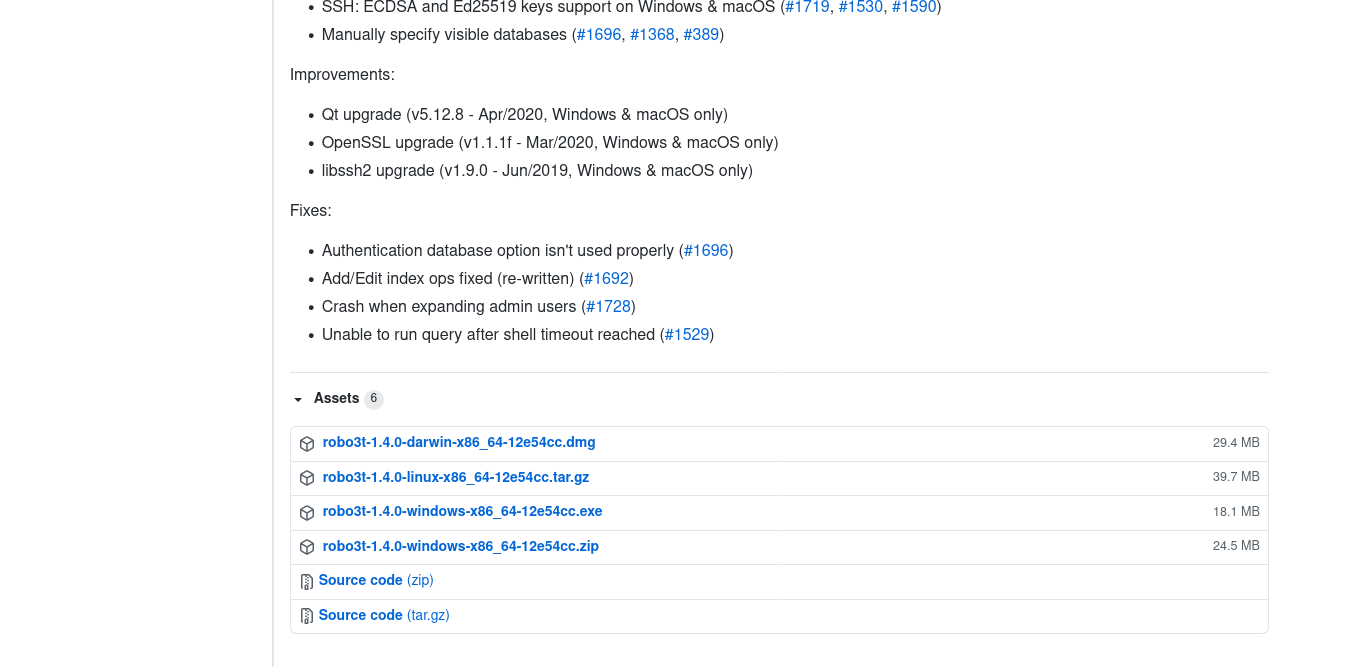 • SSH: ECDSA and Ed25519 keys support on Windows & macOS (#1719, #1530, #1590)
• Manually specify visible databases (#1696, #1368, #389)
Improvements:
• Qt upgrade (v5.12.8 - Apr/2020, Windows & macOS only)
• OpenSSL upgrade (v1.1.1f - Mar/2020, Windows & macOS only)
• libssh2 upgrade (v1.9.0 - Jun/2019, Windows & macOS only)
Fixes:
• Authentication database option isn't used properly (#1696)
• Add/Edit index ops fixed (re-written) (#1692)
• Crash when expanding admin users (#1728)
• Unable to run query after shell timeout reached (#1529)
Assets 6
robo3t-1.4.0-darwin-x86_64-12e54cc.dmg 29.4 MB
robo3t-1.4.0-linux-x86_64-12e54cc.tar.gz 39.7 MB
robo3t-1.4.0-windows-x86_64-12e54cc.exe 18.1 MB
robo3t-1.4.0-windows-x86_64-12e54cc.zip 24.5 MB
Source code (zip)
Source code (tar.gz)